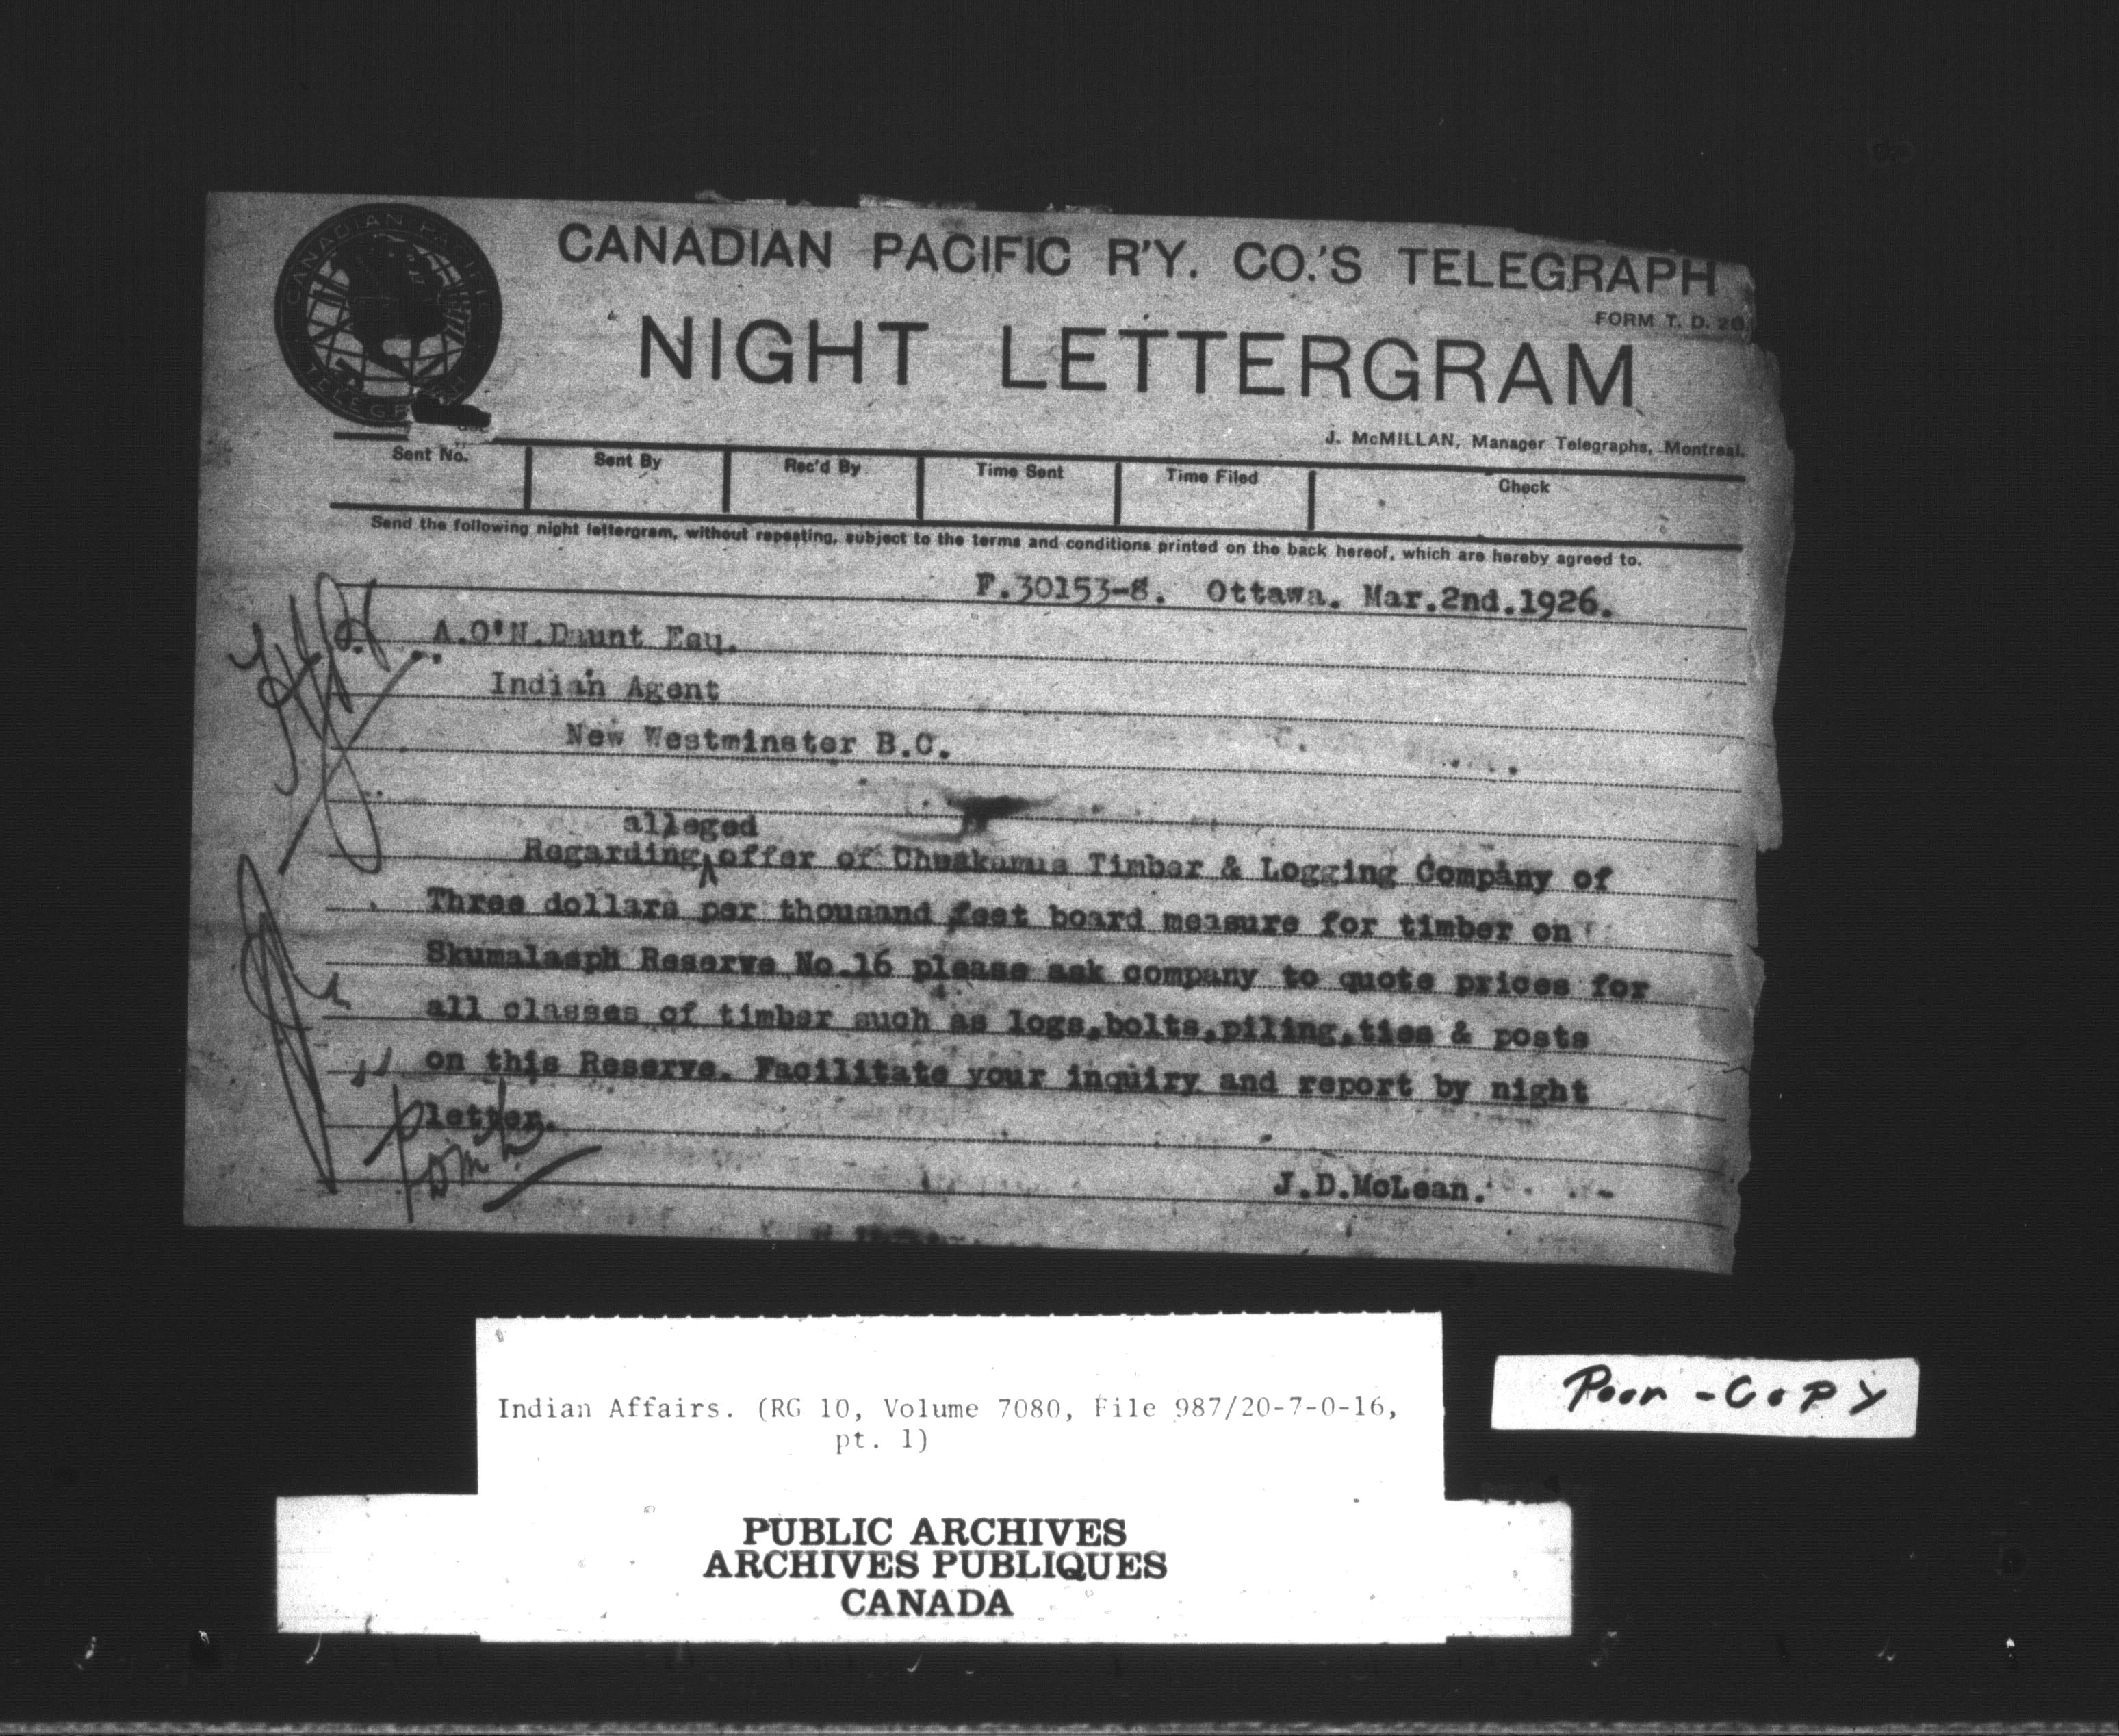 CANADIAN PACIFIC
TELEGRAPH
CANADIAN PACIFIC R'Y. CO.'S TELEGRAPH
FORM T. D. 20
NIGHT LETTERGRAM
J. McMILLAN, Manager Telegraphs, Montreal.
Sent No. Sent By Rec'd By Time Sent Time Filed Check
Send the following night lettergram, without repeating, subject to the terms and conditions printed on the back hereof, which are hereby agreed to.
F.30153-8. Ottawa. Mar.2nd.1926.
A.O'N.Daunt Esq.
Indian Agent
New Westminster B.C.
alleged
Regarding offer of Cheakamus Timber & Logging Company of
Three dollars per thousand feet board measure for timber on
Skumalasph Reserve No.16 please ask company to quote prices for
all classes of timber such as logs,bolts,piling,ties & posts
on this Reserve. Facilitate your inquiry and report by night
letter.
J.D.McLean.
Indian Affairs. (RG 10, Volume 7080, File 987/20-7-0-16,
pt. 1)
Poor - COPY
PUBLIC ARCHIVES
ARCHIVES PUBLIQUES
CANADA